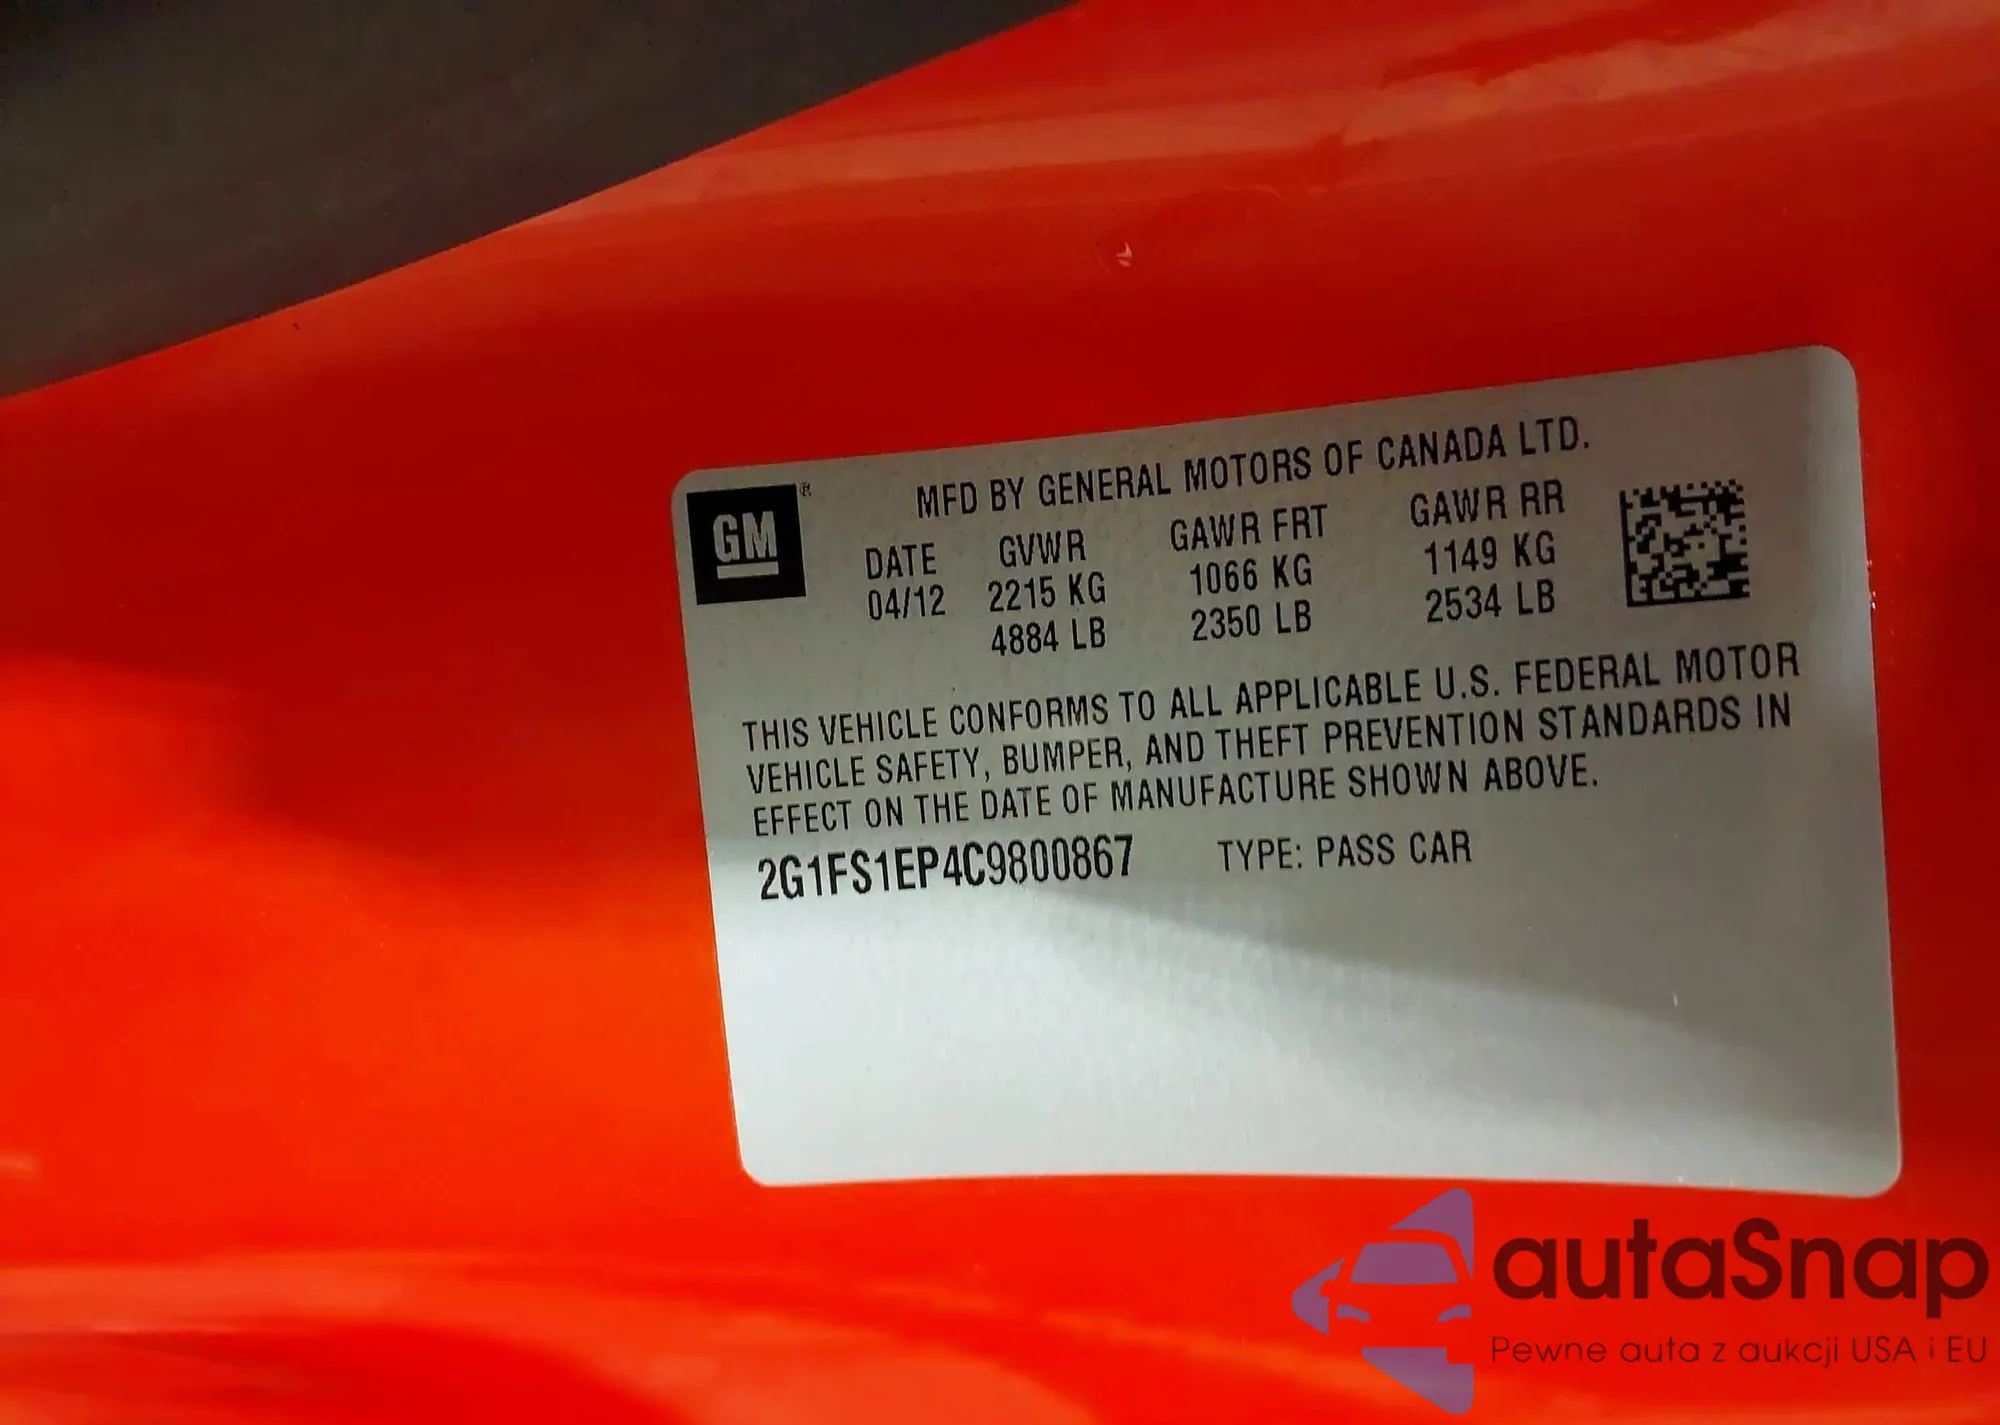 MFD BY GENERAL MOTORS OF CANADA LTD.
GM®
DATE GVWR GAWR FRT GAWR RR
04/12 2215 KG 1066 KG 1149 KG
4884 LB 2350 LB 2534 LB
THIS VEHICLE CONFORMS TO ALL APPLICABLE U.S. FEDERAL MOTOR
VEHICLE SAFETY, BUMPER, AND THEFT PREVENTION STANDARDS IN
EFFECT ON THE DATE OF MANUFACTURE SHOWN ABOVE.
2G1FS1EP4C9800867 TYPE: PASS CAR
autaSnap
Pewne auta z aukcji USA i EU